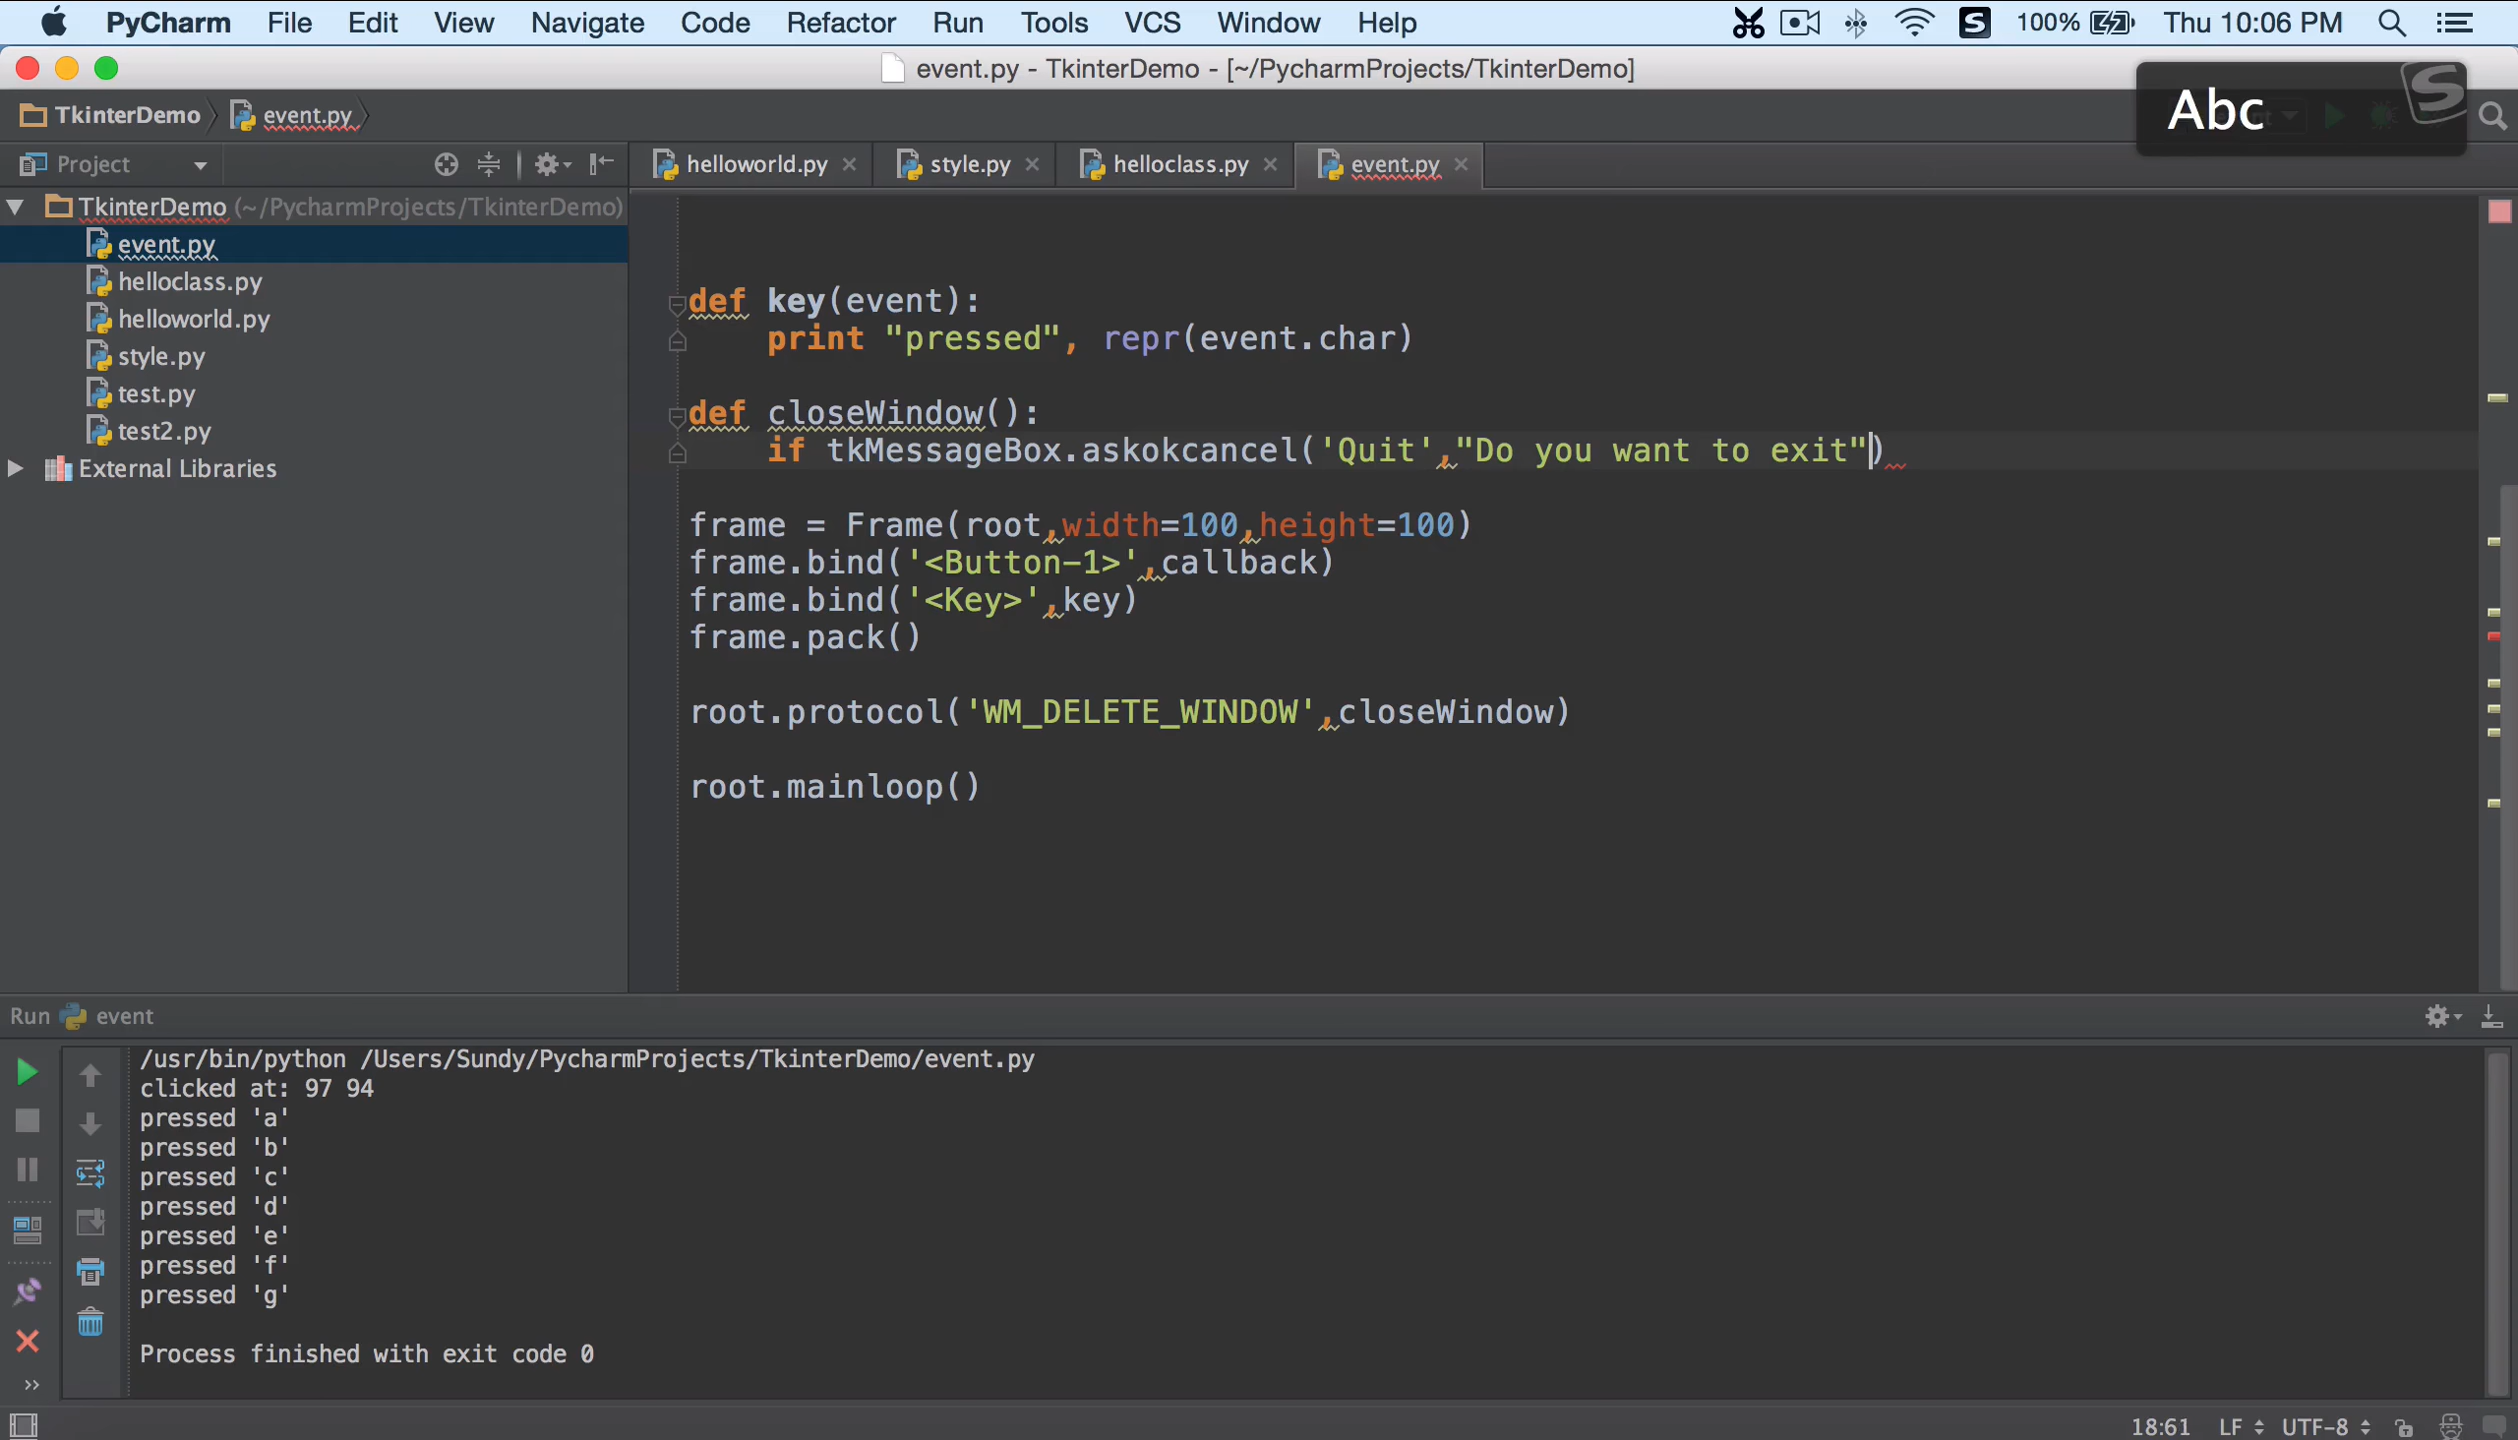 PyCharm File Edit View Navigate Code Refactor Run Tools VCS Window Help 100% Thu 10:06 PM
event.py - TkinterDemo - [~/PycharmProjects/TkinterDemo]
Abc
TkinterDemo event.py
Project
helloworld.py style.py helloclass.py event.py
TkinterDemo (~/PycharmProjects/TkinterDemo)
event.py
helloclass.py
helloworld.py
style.py
test.py
test2.py
External Libraries
def key(event):
print "pressed", repr(event.char)
def closeWindow():
if tkMessageBox.askokcancel('Quit',"Do you want to exit")
frame = Frame(root,width=100,height=100)
frame.bind('<Button-1>',callback)
frame.bind('<Key>',key)
frame.pack()
root.protocol('WM_DELETE_WINDOW',closeWindow)
root.mainloop()
Run event
/usr/bin/python /Users/Sundy/PycharmProjects/TkinterDemo/event.py
clicked at: 97 94
pressed 'a'
pressed 'b'
pressed 'c'
pressed 'd'
pressed 'e'
pressed 'f'
pressed 'g'
Process finished with exit code 0
18:61 LF UTF-8